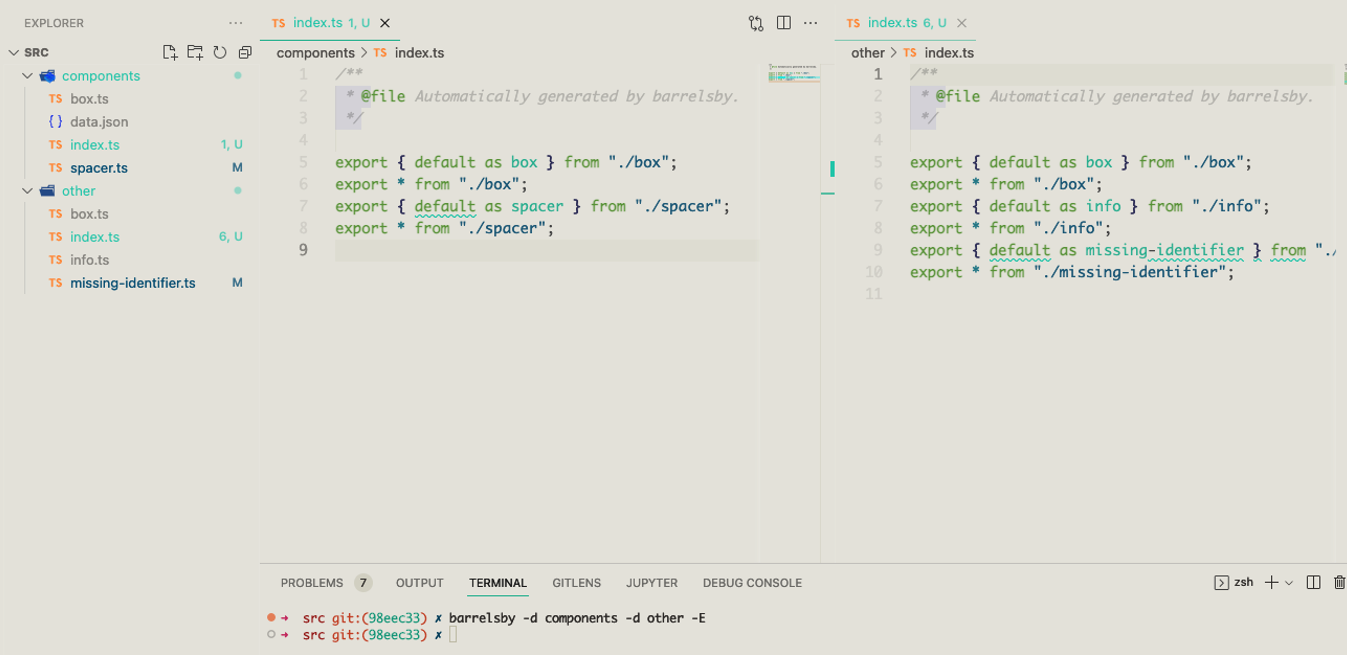 EXPLORER
SRC
components
TS box.ts
{ } data.json
TS index.ts 1, U
TS spacer.ts M
other
TS box.ts
TS index.ts 6, U
TS info.ts
TS missing-identifier.ts M
TS index.ts 1, U
components > TS index.ts
1 /**
2 * @file Automatically generated by barrelsby.
3 */
4
5 export { default as box } from "./box";
6 export * from "./box";
7 export { default as spacer } from "./spacer";
8 export * from "./spacer";
9
TS index.ts 6, U
other > TS index.ts
1 /**
2 * @file Automatically generated by barrelsby.
3 */
4
5 export { default as box } from "./box";
6 export * from "./box";
7 export { default as info } from "./info";
8 export * from "./info";
9 export { default as missing-identifier } from "./
10 export * from "./missing-identifier";
11
PROBLEMS 7 OUTPUT TERMINAL GITLENS JUPYTER DEBUG CONSOLE
zsh
→ src git:(98eec33) ✗ barrelsby -d components -d other -E
→ src git:(98eec33) ✗